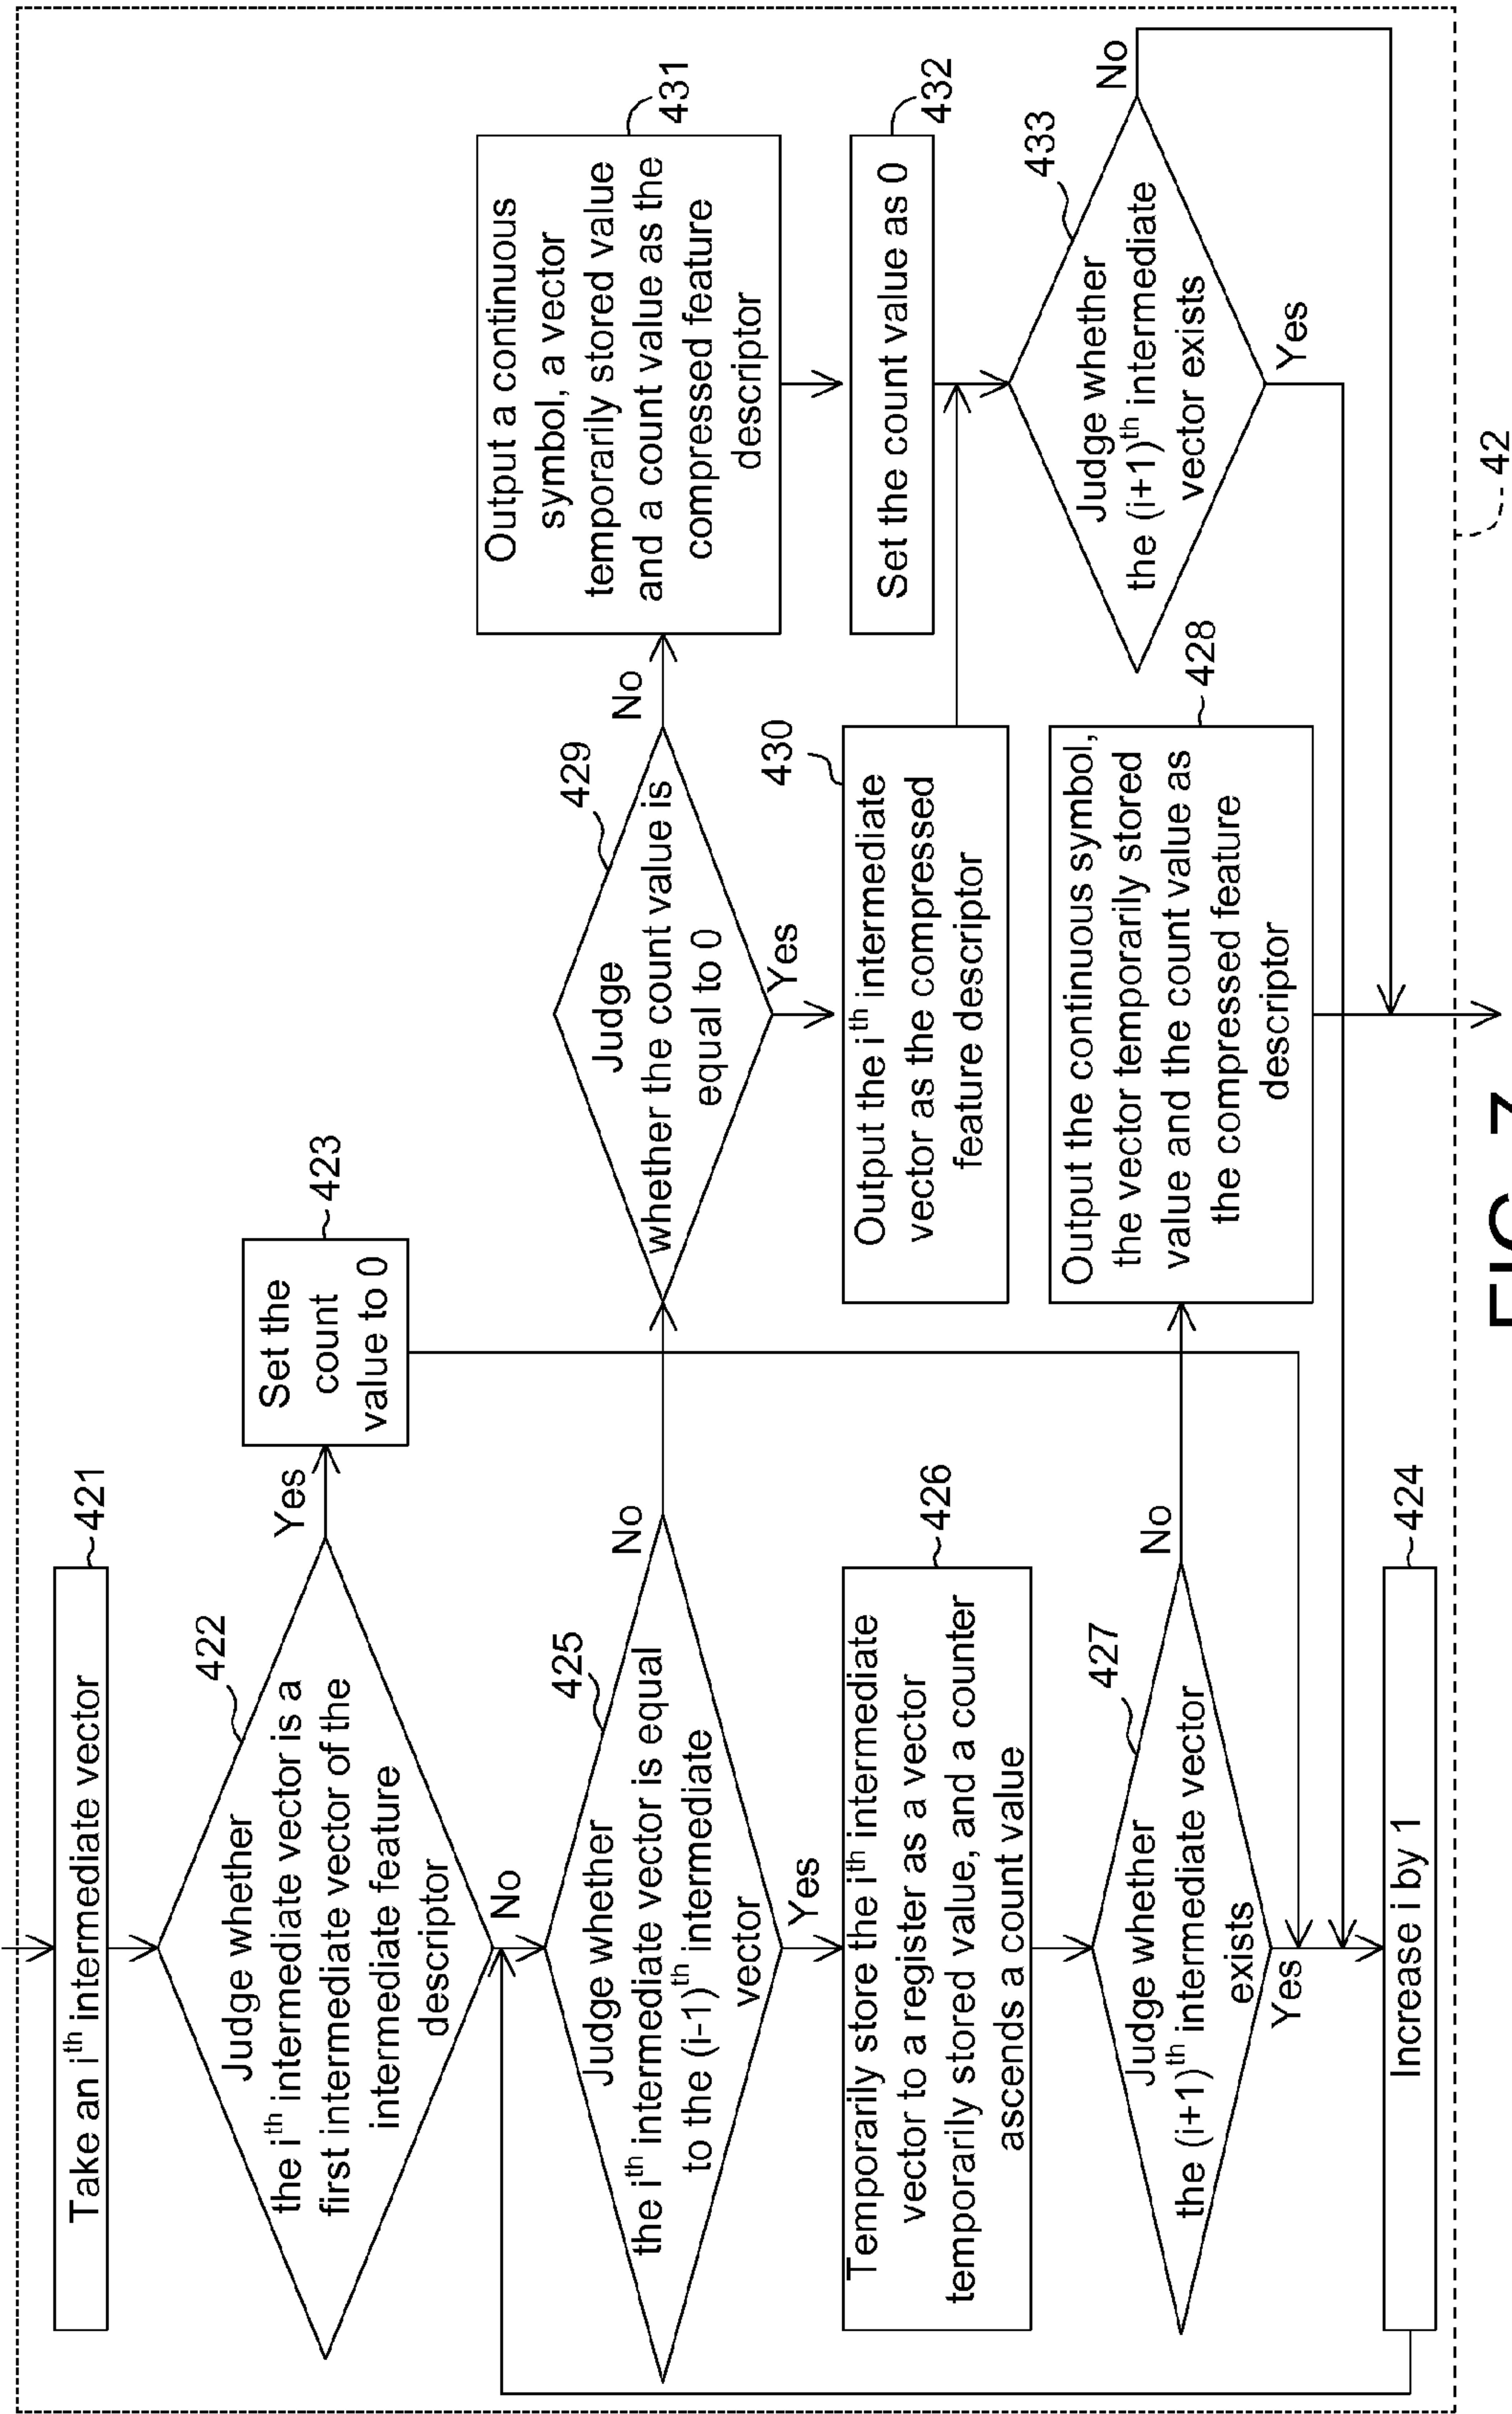 Take an i th intermediate vector
421
Judge whether
the i th intermediate vector is a
first intermediate vector of the
intermediate feature
descriptor
422
Yes
Set the
count
value to 0
423
No
Judge whether
the i th intermediate vector is equal
to the (i-1) th intermediate
vector
425
No
Judge
whether the count value is
equal to 0
429
No
Output a continuous
symbol, a vector
temporarily stored value
and a count value as the
compressed feature
descriptor
431
Yes
Temporarily store the i th intermediate
vector to a register as a vector
temporarily stored value, and a counter
ascends a count value
426
Yes
Output the i th intermediate
vector as the compressed
feature descriptor
430
Set the count value as 0
432
Judge whether
the (i+1) th intermediate vector
exists
427
No
Output the continuous symbol,
the vector temporarily stored
value and the count value as
the compressed feature
descriptor
428
Judge whether
the (i+1) th intermediate
vector exists
433
No
Yes
Yes
Increase i by 1
424
42